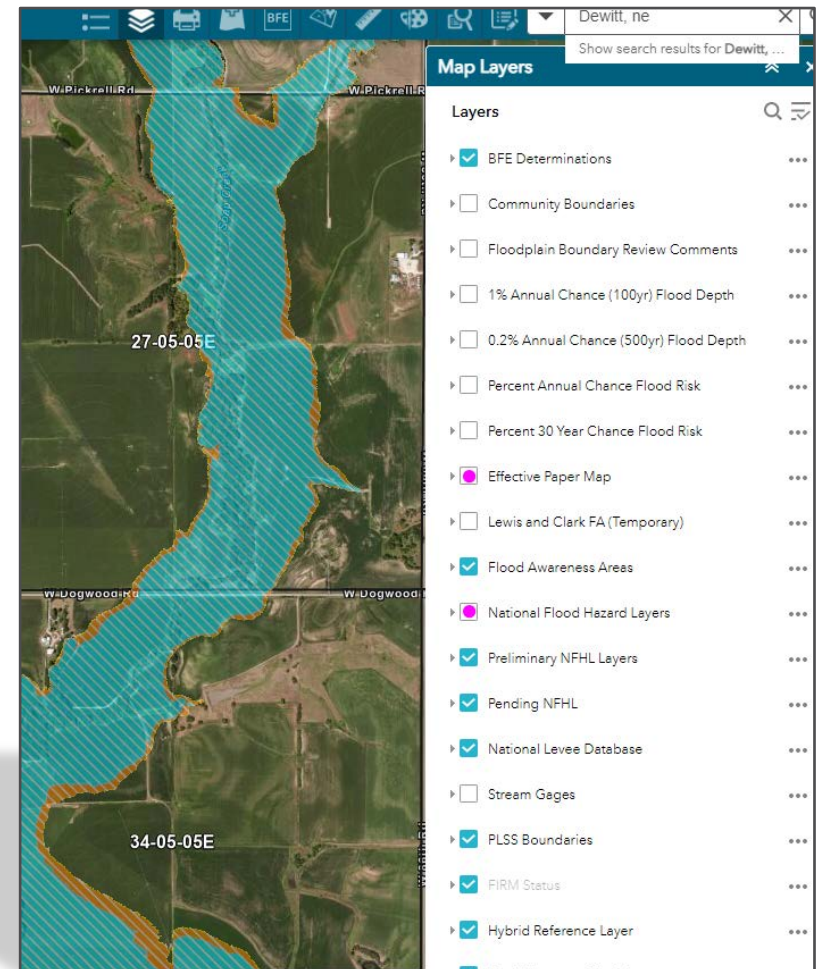 BFE
Dewitt, ne
Show search results for Dewitt, ...
Map Layers
Layers
BFE Determinations
Community Boundaries
Floodplain Boundary Review Comments
1% Annual Chance (100yr) Flood Depth
0.2% Annual Chance (500yr) Flood Depth
Percent Annual Chance Flood Risk
Percent 30 Year Chance Flood Risk
Effective Paper Map
Lewis and Clark FA (Temporary)
Flood Awareness Areas
National Flood Hazard Layers
Preliminary NFHL Layers
Pending NFHL
National Levee Database
Stream Gages
PLSS Boundaries
FIRM Status
Hybrid Reference Layer
W Pickrell Rd
W Pickrell R
27-05-05E
W Dogwood Rd
W Dogwood
34-05-05E